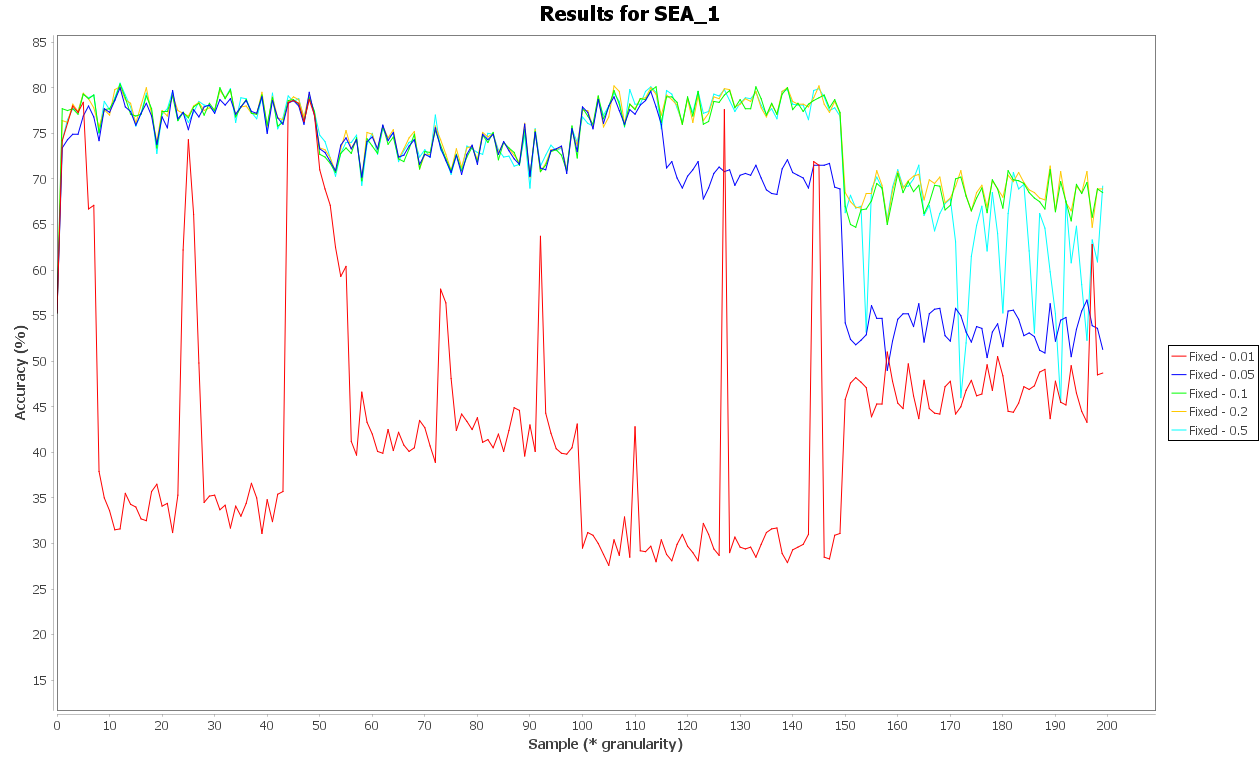 Results for SEA_1
Accuracy (%)
85
80
75
70
65
60
55
50
45
40
35
30
25
20
15
0 10 20 30 40 50 60 70 80 90 100 110 120 130 140 150 160 170 180 190 200
Sample (* granularity)
Fixed - 0.01
Fixed - 0.05
Fixed - 0.1
Fixed - 0.2
Fixed - 0.5